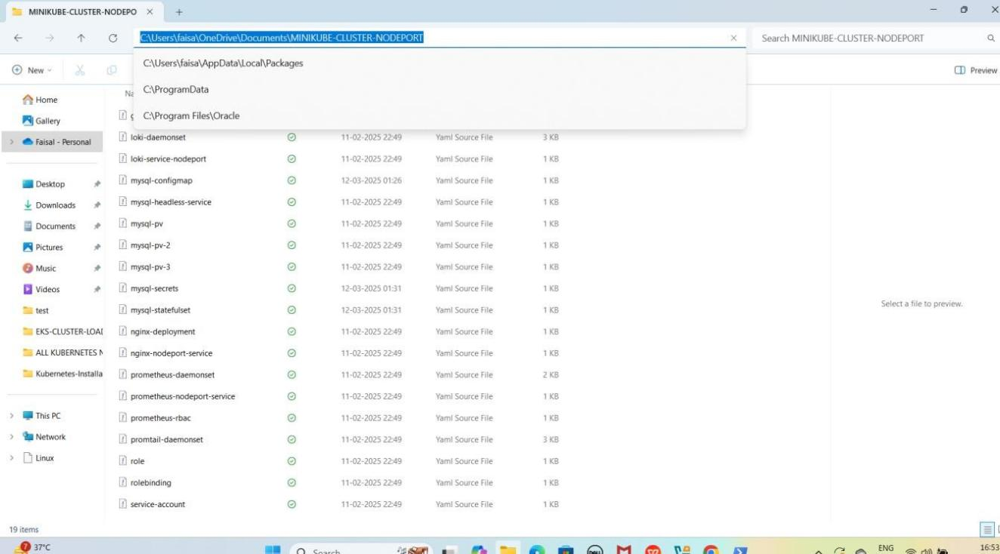 MINIKUBE-CLUSTER-NODEPO
C:\Users\faisa\OneDrive\Documents\MINIKUBE-CLUSTER-NODEPORT
Search MINIKUBE-CLUSTER-NODEPORT
C:\Users\faisa\AppData\Local\Packages
C:\ProgramData
C:\Program Files\Oracle
New
Preview
Home
Gallery
Faisal - Personal
Desktop
Downloads
Documents
Pictures
Music
Videos
test
EKS-CLUSTER-LOA
ALL KUBERNETES
Kubernetes-Installa
This PC
Network
Linux
loki-daemonset 11-02-2025 22:49 Yaml Source File 3 KB
loki-service-nodeport 11-02-2025 22:49 Yaml Source File 1 KB
mysql-configmap 12-03-2025 01:26 Yaml Source File 1 KB
mysql-headless-service 11-02-2025 22:49 Yaml Source File 1 KB
mysql-pv 11-02-2025 22:49 Yaml Source File 1 KB
mysql-pv-2 11-02-2025 22:49 Yaml Source File 1 KB
mysql-pv-3 11-02-2025 22:49 Yaml Source File 1 KB
mysql-secrets 12-03-2025 01:31 Yaml Source File 1 KB
mysql-statefulset 12-03-2025 01:31 Yaml Source File 1 KB
nginx-deployment 11-02-2025 22:49 Yaml Source File 1 KB
nginx-nodeport-service 11-02-2025 22:49 Yaml Source File 1 KB
prometheus-daemonset 11-02-2025 22:49 Yaml Source File 2 KB
prometheus-nodeport-service 11-02-2025 22:49 Yaml Source File 1 KB
prometheus-rbac 11-02-2025 22:49 Yaml Source File 1 KB
promtail-daemonset 11-02-2025 22:49 Yaml Source File 3 KB
role 11-02-2025 22:49 Yaml Source File 1 KB
rolebinding 11-02-2025 22:49 Yaml Source File 1 KB
service-account 11-02-2025 22:49 Yaml Source File 1 KB
Select a file to preview.
19 items
7
37°C
Search
DELL
ENG
16:53